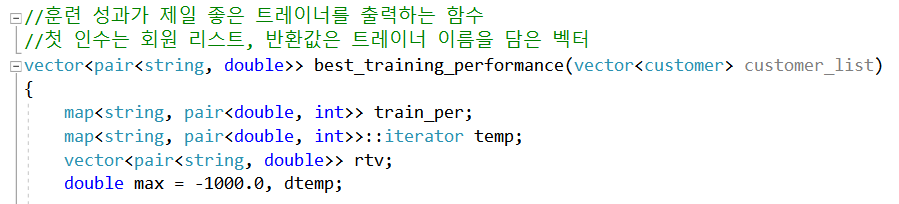 //훈련 성과가 제일 좋은 트레이너를 출력하는 함수
//첫 인수는 회원 리스트, 반환값은 트레이너 이름을 담은 벡터
vector<pair<string, double>> best_training_performance(vector<customer> customer_list)
{
    map<string, pair<double, int>> train_per;
    map<string, pair<double, int>>::iterator temp;
    vector<pair<string, double>> rtv;
    double max = -1000.0, dtemp;